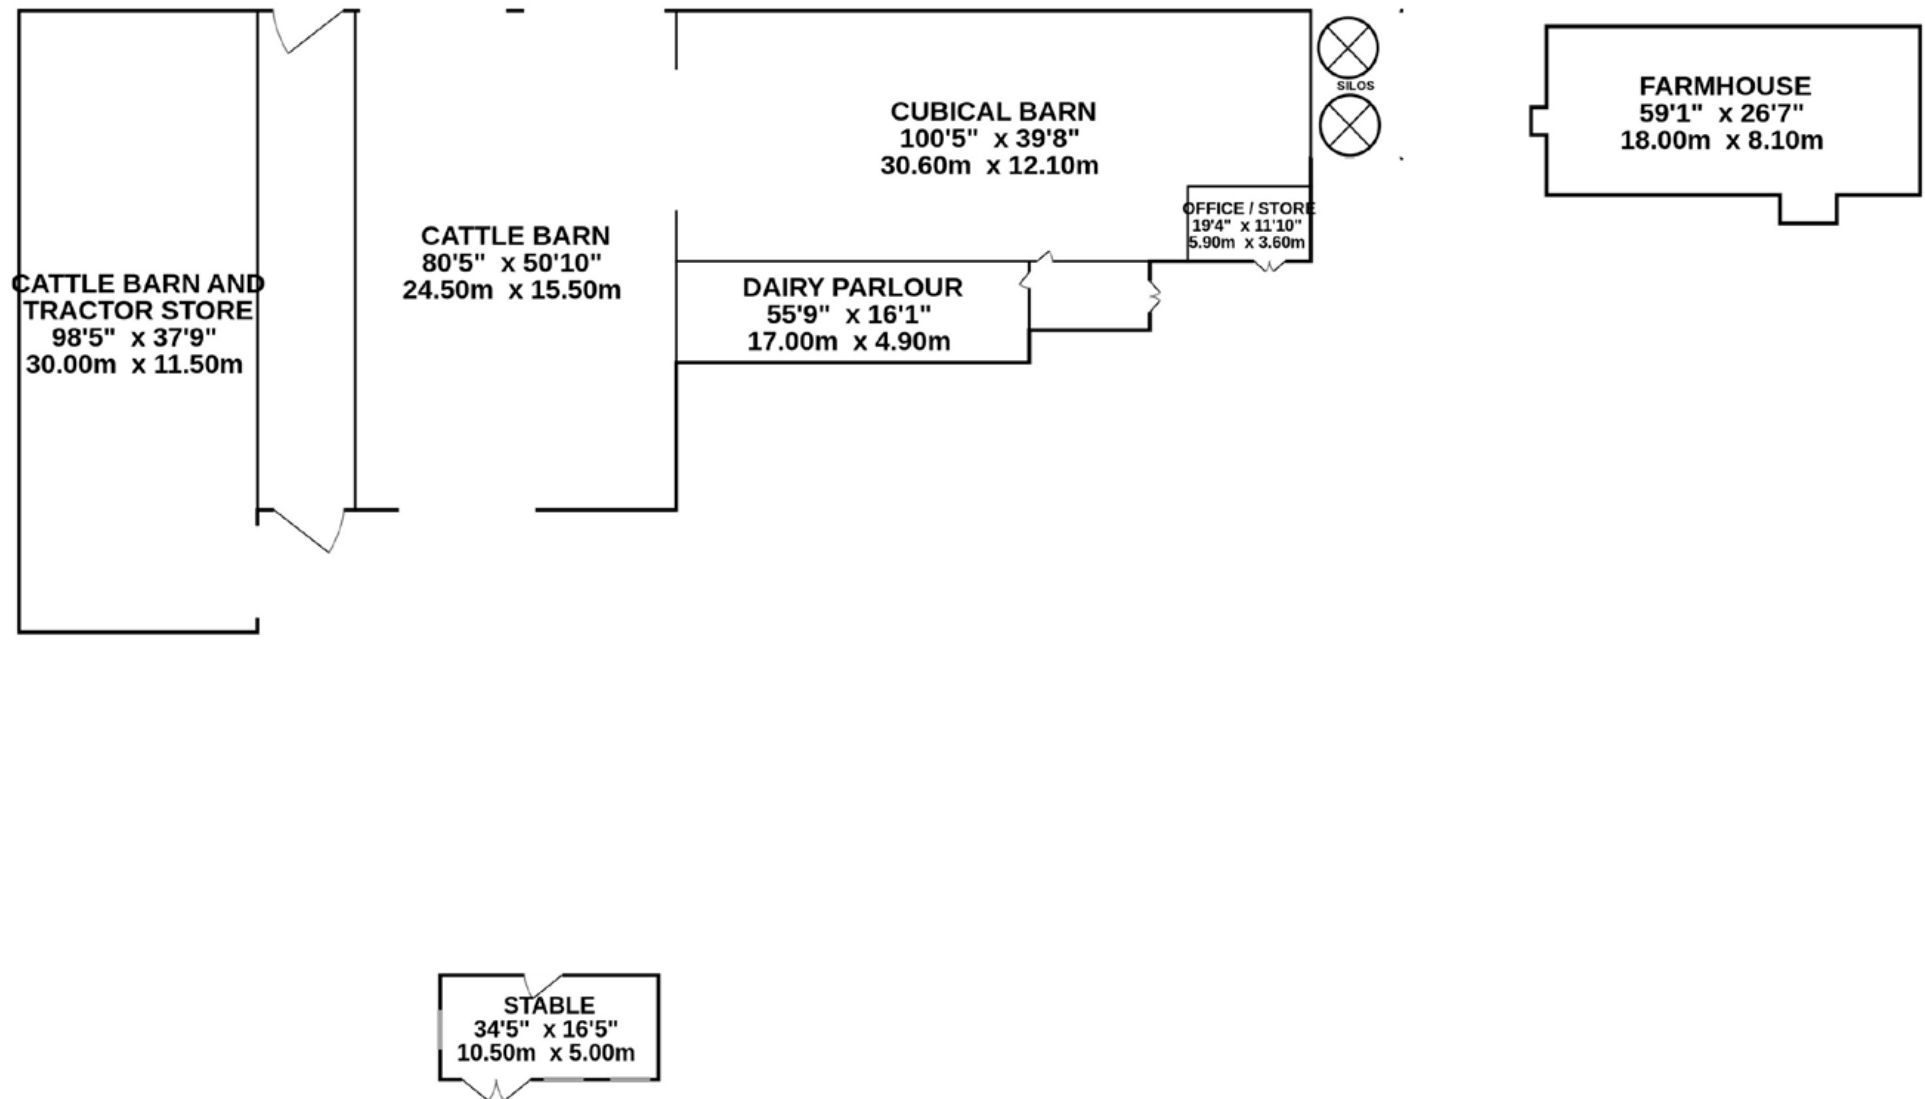 CATTLE BARN AND
TRACTOR STORE
98'5" x 37'9"
30.00m x 11.50m
CATTLE BARN
80'5" x 50'10"
24.50m x 15.50m
CUBICAL BARN
100'5" x 39'8"
30.60m x 12.10m
SILOS
OFFICE / STORE
19'4" x 11'10"
5.90m x 3.60m
DAIRY PARLOUR
55'9" x 16'1"
17.00m x 4.90m
FARMHOUSE
59'1" x 26'7"
18.00m x 8.10m
STABLE
34'5" x 16'5"
10.50m x 5.00m